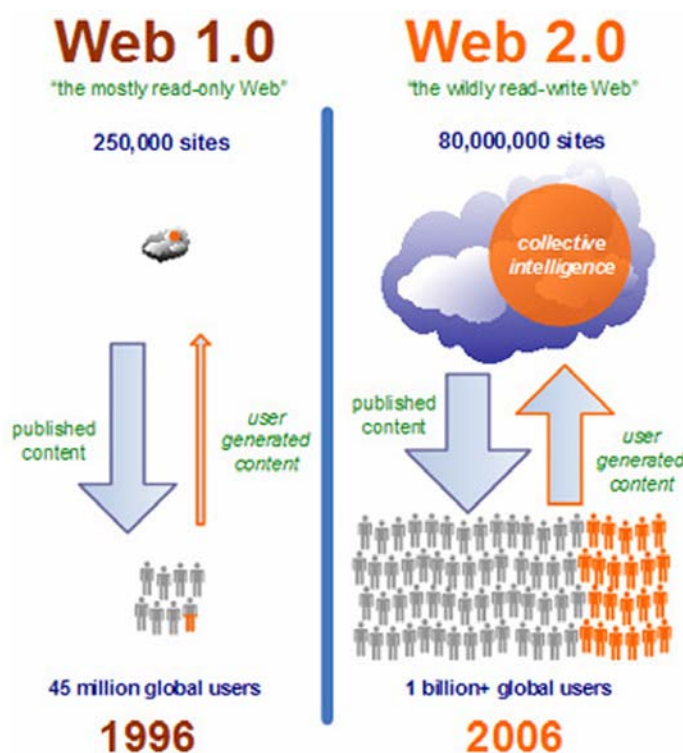 Web 1.0
"the mostly read-only Web"
250,000 sites
published
content
user
generated
content
45 million global users
1996
Web 2.0
"the wildly read-write Web"
80,000,000 sites
collective
intelligence
published
content
user
generated
content
1 billion+ global users
2006